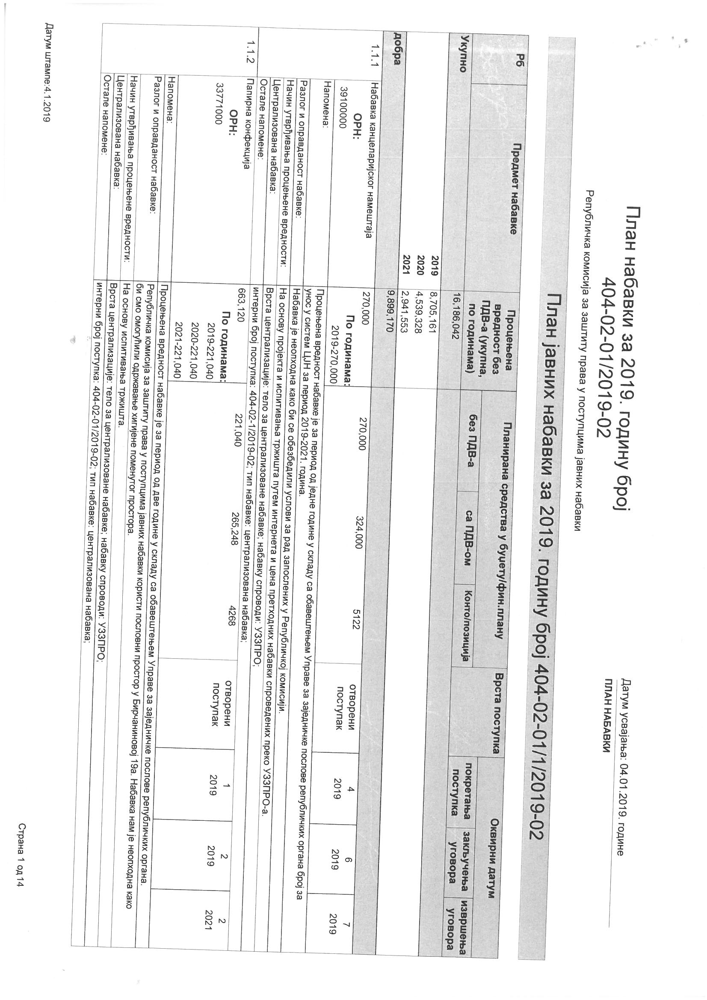 План набавки за 2019. годину број
404-02-01/2019-02
Републичка комисија за заштиту права у поступцима јавних набавки
Датум усвајања: 04.01.2019. године
ПЛАН НАБАВКИ
План јавних набавки за 2019. годину број 404-02-01/1/2019-02
Рб
Предмет набавке
Процењена вредност без ПДВ-а (укупна, по годинама)
Планирана средства у буџету/фин.плану
без ПДВ-а
са ПДВ-ом
Конто/позиција
Врста поступка
Оквирни датум
покретања поступка
закључења уговора
извршења уговора
Укупно 16,186,042
2019 8,705,161
2020 4,539,328
2021 2,941,553
добра 9,899,170
1.1.1 Набавка канцеларијског намештаја 270,000 270,000 324,000 5122 отворени поступак 4 2019 6 2019 7 2019
ОРН:
39100000
По годинама:
2019-270,000
Напомена: Процењена вредност набавке је за период од једне године у складу са обавештењем Управе за заједничке послове републичких органа број за
унос у систем ЦЈН за период 2019-2021. година.
Разлог и оправданост набавке: Набавка је неопходна како би се обезбедили услови за рад запослених у Републичкој комисији.
Начин утврђивања процењене вредности: На основу пројекта и испитивања тржишта путем интернета и цена претходних набавки спроведених преко УЗЗПРО-а.
Централизована набавка: Врста централизације: тело за централизоване набавке; набавку спроводи: УЗЗПРО;
Остале напомене: интерни број поступка: 404-02-1/2019-02; тип набавке: централизована набавка;
1.1.2 Папирна конфекција 663,120 221,040 265,248 4268 отворени поступак 1 2019 2 2019 2 2021
ОРН:
33771000
По годинама:
2019-221,040
2020-221,040
2021-221,040
Напомена: Процењена вредност набавке је за период од две године у складу са обавештењем Управе за заједничке послове републичких органа.
Разлог и оправданост набавке: Републичка комисија за заштиту права у поступцима јавних набавки користи пословни простор у Бирчаниновој 19а. Набавка нам је неопходна како
би смо омогућили одржавање хигијене поменутог простора.
Начин утврђивања процењене вредности: На основу испитивања тржишта.
Централизована набавка: Врста централизације: тело за централизоване набавке; набавку спроводи: УЗЗПРО;
Остале напомене: интерни број поступка: 404-02-01/2019-02; тип набавке: централизована набавка;
Датум штампе:4.1.2019
Страна 1 од 14